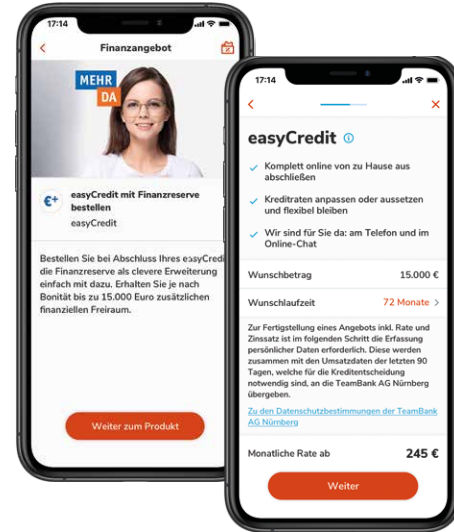 17:14
Finanzangebot
MEHR
DA
€+
easyCredit mit Finanzreserve
bestellen
easyCredit
Bestellen Sie bei Abschluss Ihres easyCredi
die Finanzreserve als clevere Erweiterung
einfach mit dazu. Erhalten Sie je nach
Bonität bis zu 15.000 Euro zusätzlichen
finanziellen Freiraum.
Weiter zum Produkt
17:14
easyCredit
Komplett online von zu Hause aus
abschließen
Kreditraten anpassen oder aussetzen
und flexibel bleiben
Wir sind für Sie da: am Telefon und im
Online-Chat
Wunschbetrag 15.000 €
Wunschlaufzeit 72 Monate >
Zur Fertigstellung eines Angebots inkl. Rate und
Zinssatz ist im folgenden Schritt die Erfassung
persönlicher Daten erforderlich. Diese werden
zusammen mit den Umsatzdaten der letzten 90
Tagen, welche für die Kreditentscheidung
notwendig sind, an die TeamBank AG Nürnberg
übergeben.
Zu den Datenschutzbestimmungen der TeamBank
AG Nürnberg
Monatliche Rate ab 245 €
Weiter